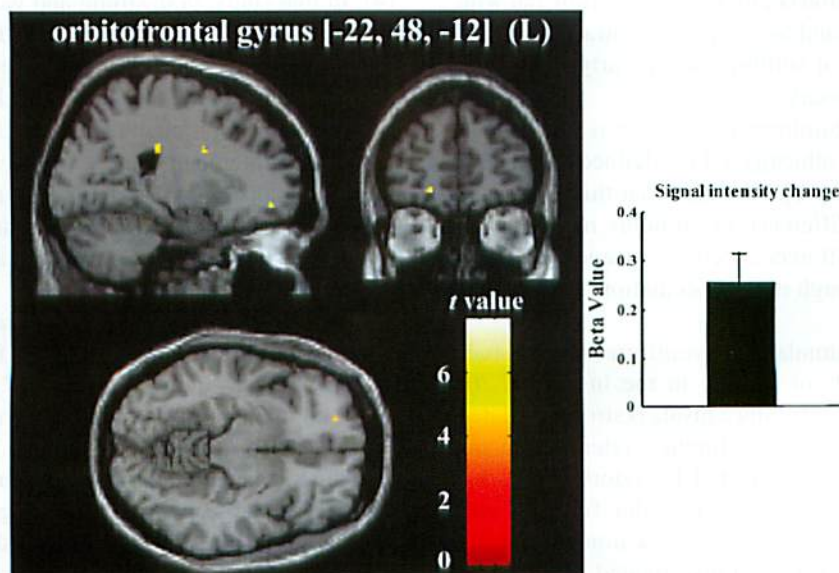 orbitofrontal gyrus [-22, 48, -12] (L)
t value
6
4
2
0
Signal intensity change
Beta Value
0.4
0.3
0.2
0.1
0